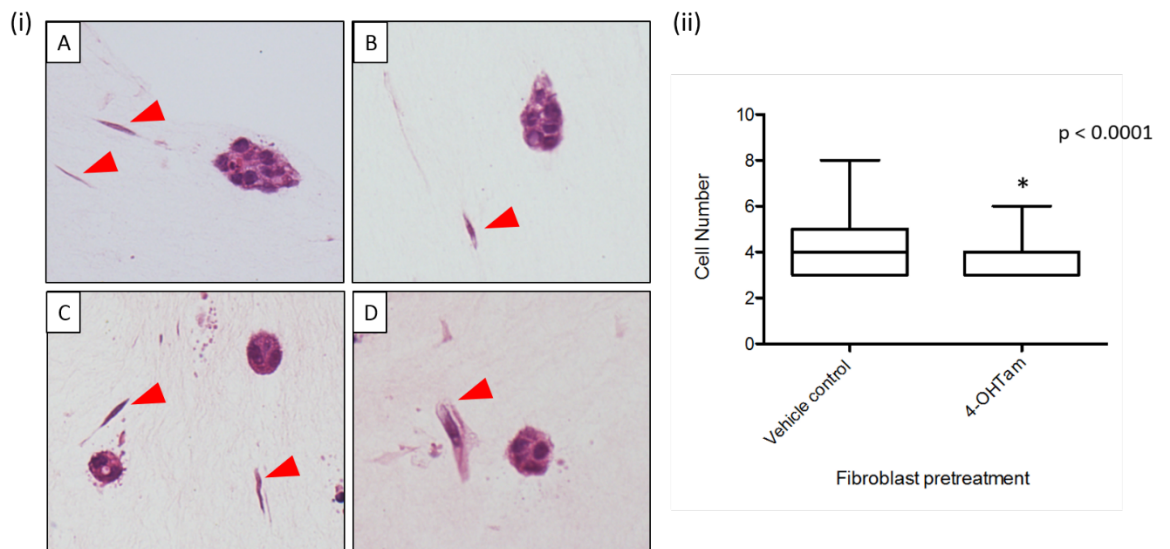 (i)
A
B
C
D
(ii)
p < 0.0001
*
10
8
6
4
2
0
Cell Number
Vehicle control
4-OHTam
Fibroblast pretreatment